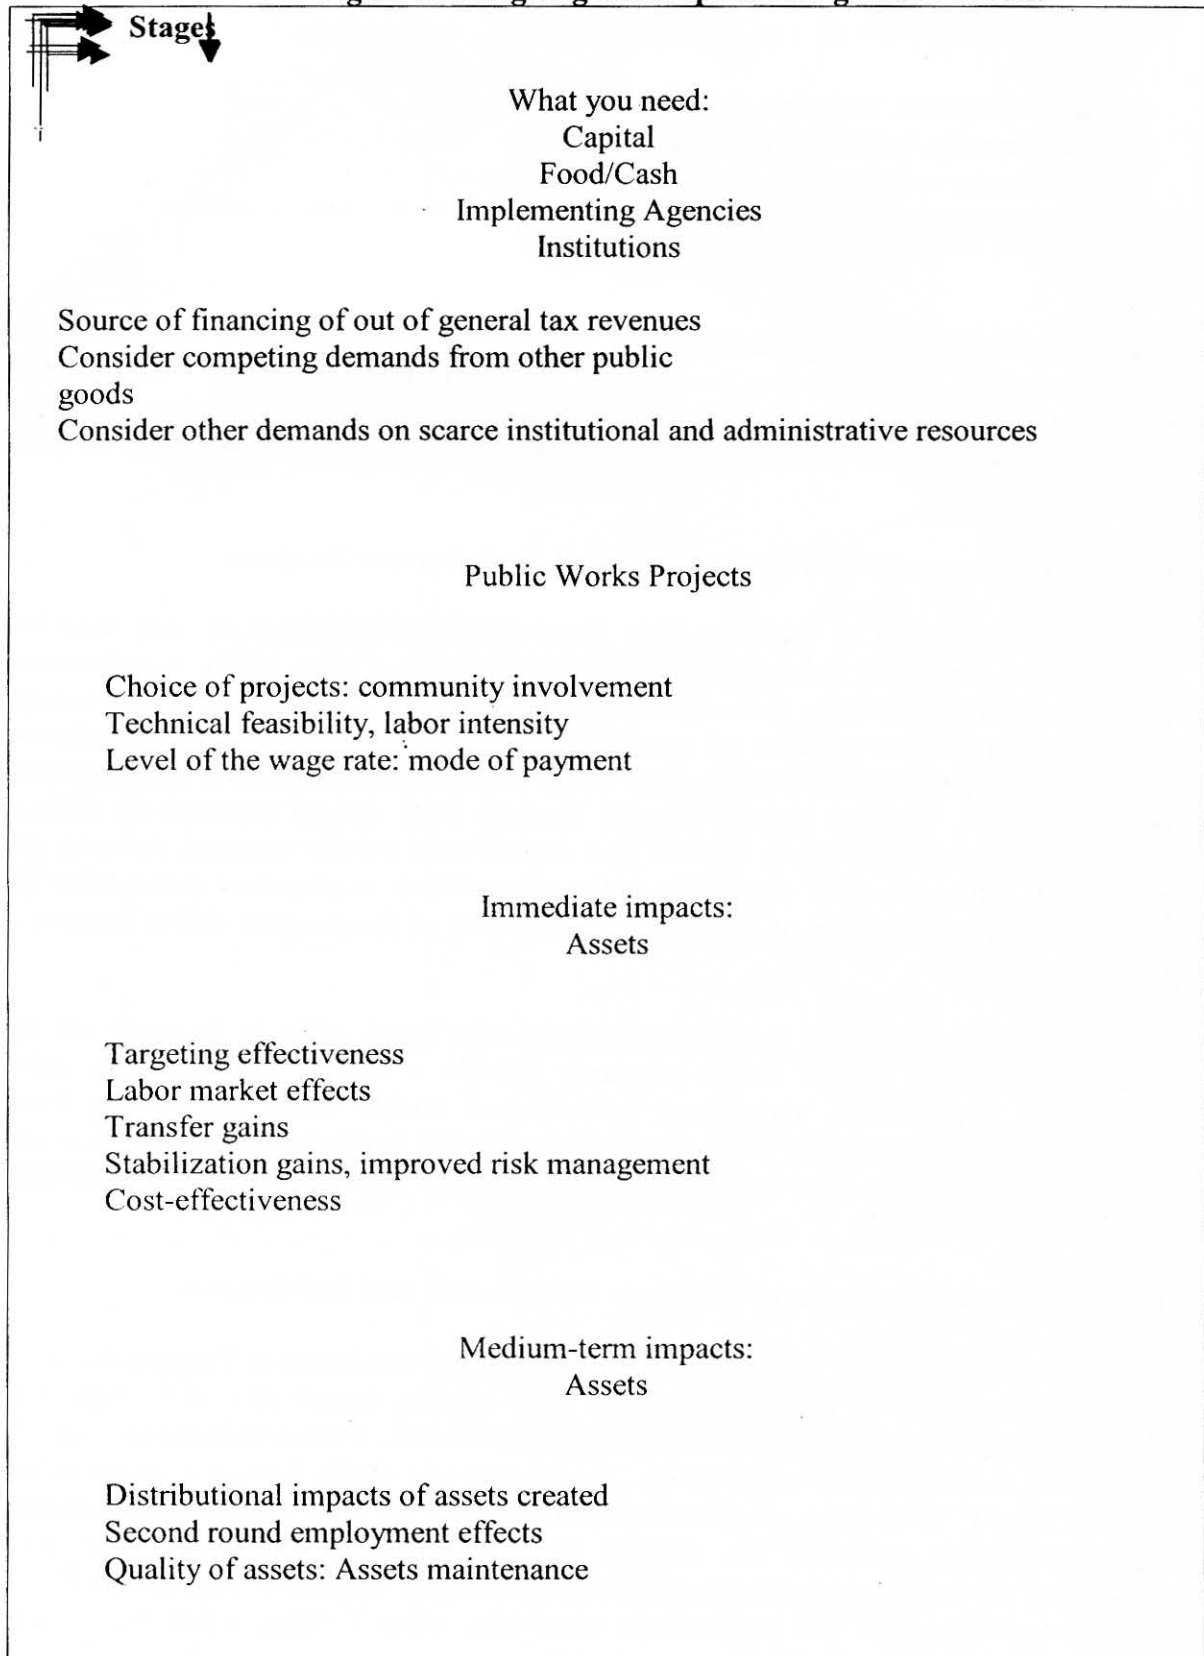 Stages
What you need:
Capital
Food/Cash
Implementing Agencies
Institutions
Source of financing of out of general tax revenues
Consider competing demands from other public
goods
Consider other demands on scarce institutional and administrative resources
Public Works Projects
Choice of projects: community involvement
Technical feasibility, labor intensity
Level of the wage rate: mode of payment
Immediate impacts:
Assets
Targeting effectiveness
Labor market effects
Transfer gains
Stabilization gains, improved risk management
Cost-effectiveness
Medium-term impacts:
Assets
Distributional impacts of assets created
Second round employment effects
Quality of assets: Assets maintenance